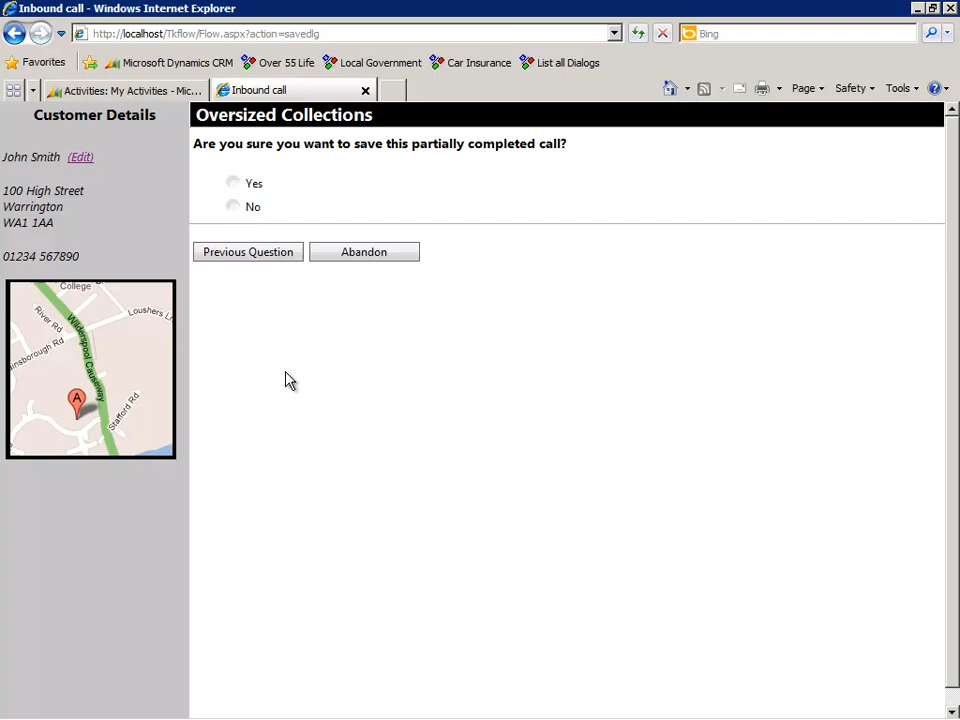 Inbound call - Windows Internet Explorer
http://localhost/Tkflow/Flow.aspx?action=savedlg
Bing
Favorites
Microsoft Dynamics CRM
Over 55 Life
Local Government
Car Insurance
List all Dialogs
Activities: My Activities - Mic...
Inbound call
Page
Safety
Tools
Customer Details
John Smith (Edit)
100 High Street
Warrington
WA1 1AA
01234 567890
College
River Rd
Loushers L
ainsborough Rd
Wilderspool Causeway
A
Stafford Rd
Oversized Collections
Are you sure you want to save this partially completed call?
Yes
No
Previous Question
Abandon